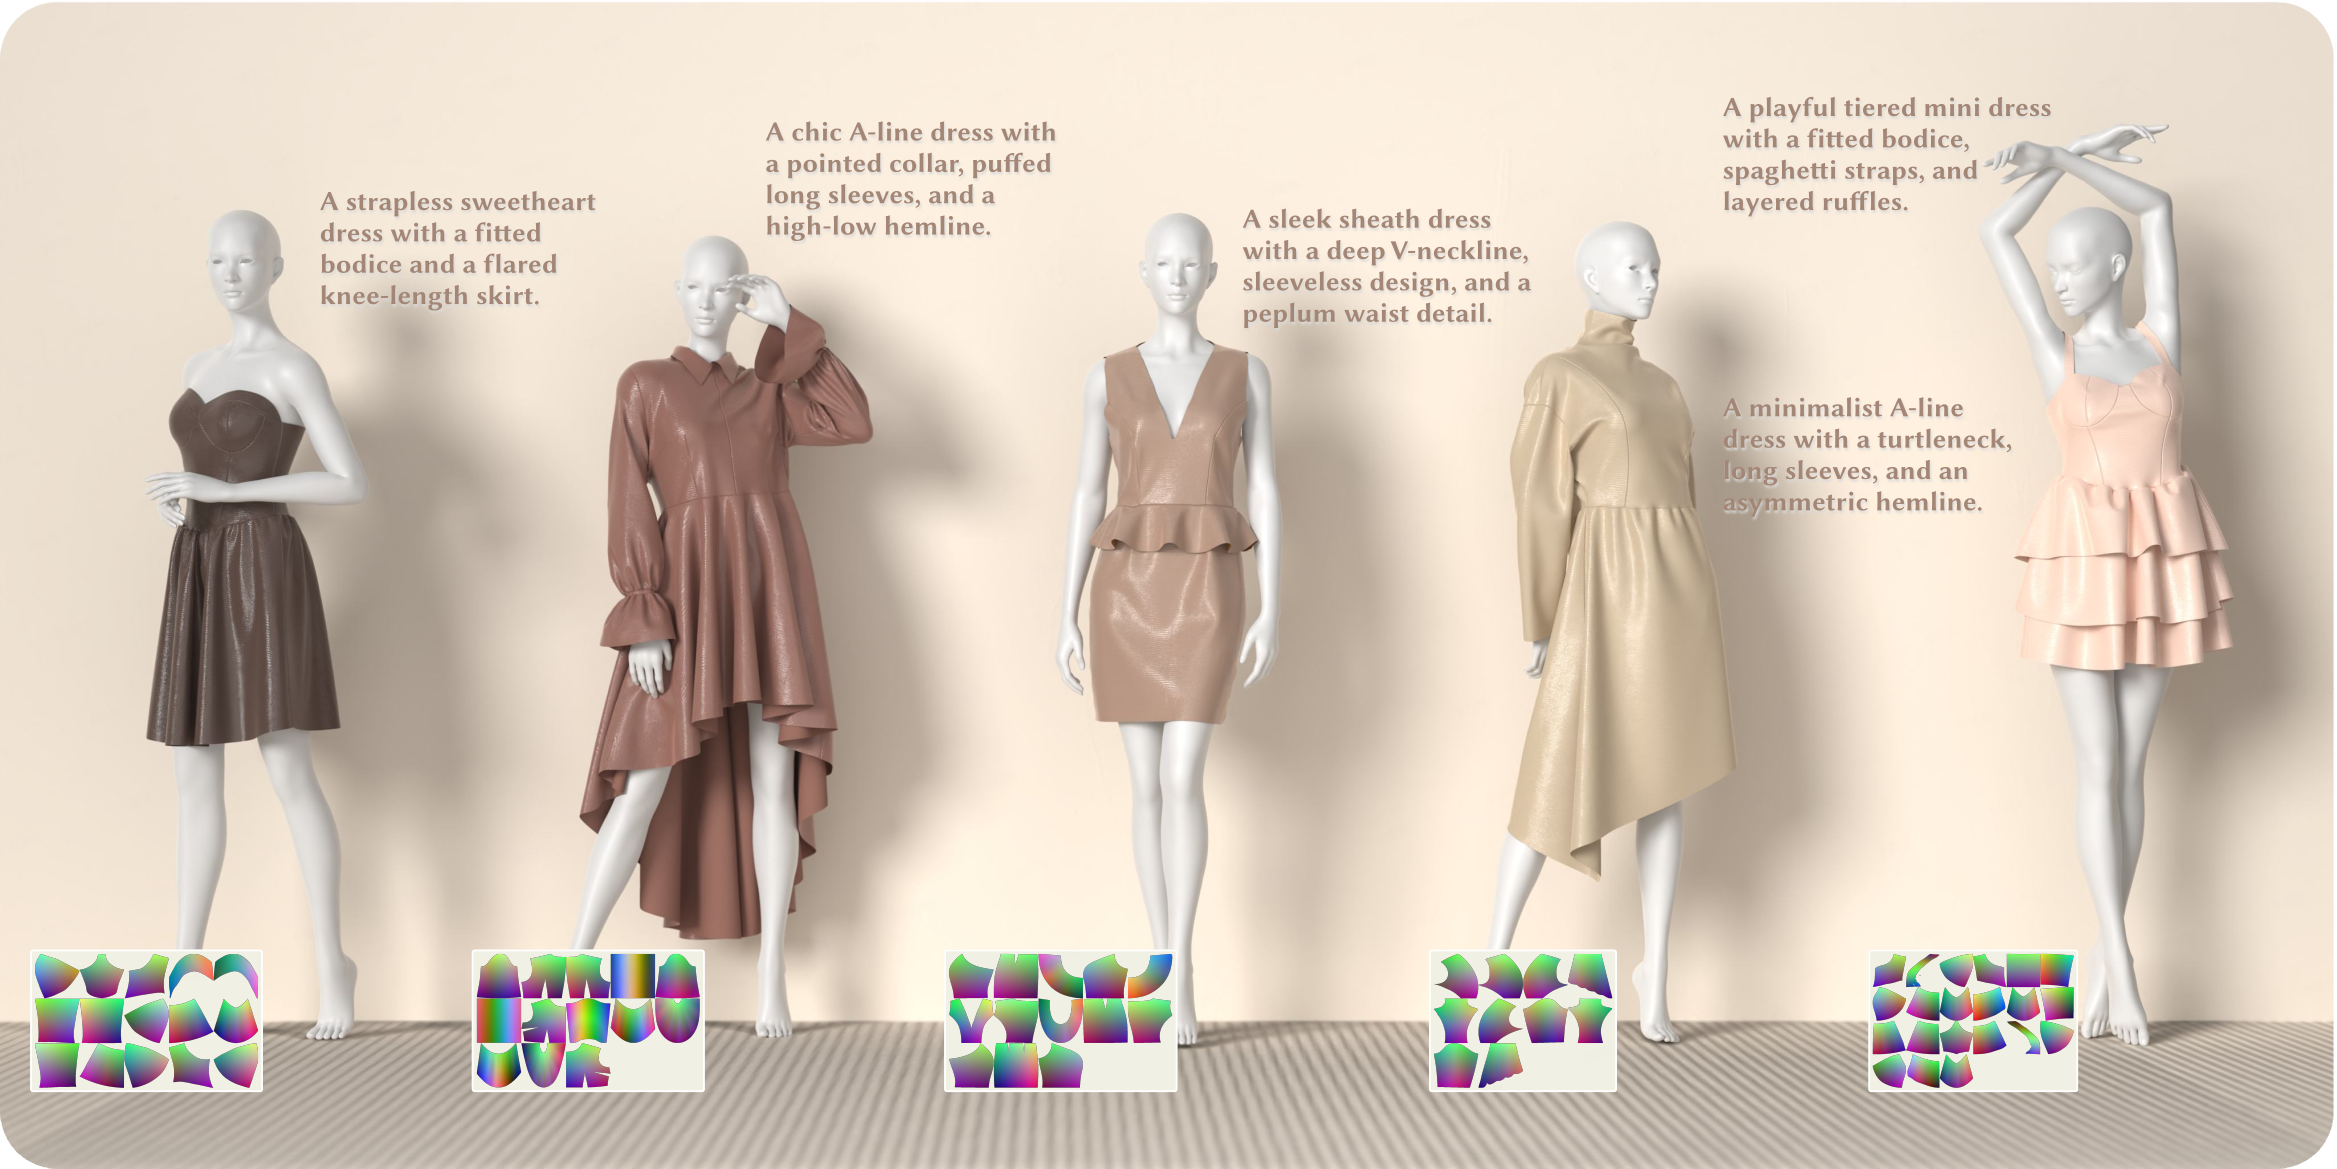 A strapless sweetheart
dress with a fitted
bodice and a flared
knee-length skirt.
A chic A-line dress with
a pointed collar, puffed
long sleeves, and a
high-low hemline.
A sleek sheath dress
with a deep V-neckline,
sleeveless design, and a
peplum waist detail.
A minimalist A-line
dress with a turtleneck,
long sleeves, and an
asymmetric hemline.
A playful tiered mini dress
with a fitted bodice,
spaghetti straps, and
layered ruffles.